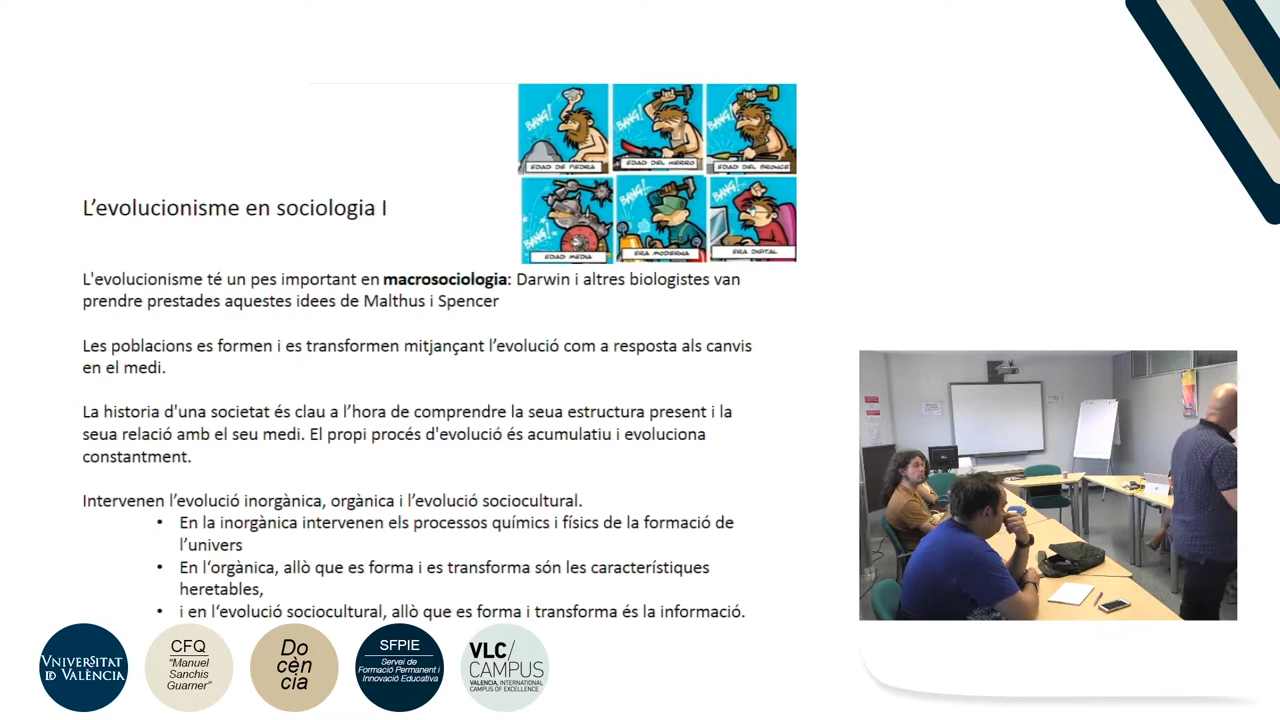 BANG!
BANG!
BANG!
EDAD DE PIEDRA
EDAD DEL HIERRO
EDAD DEL BRONCE
BANG!
BANG!
BANG!
EDAD MEDIA
ERA MODERNA
ERA DIGITAL
L’evolucionisme en sociologia I
L'evolucionisme té un pes important en macrosociologia: Darwin i altres biologistes van
prendre prestades aquestes idees de Malthus i Spencer
Les poblacions es formen i es transformen mitjançant l’evolució com a resposta als canvis
en el medi.
La historia d'una societat és clau a l’hora de comprendre la seua estructura present i la
seua relació amb el seu medi. El propi procés d'evolució és acumulatiu i evoluciona
constantment.
Intervenen l’evolució inorgànica, orgànica i l’evolució sociocultural.
• En la inorgànica intervenen els processos químics i físics de la formació de
l’univers
• En l‘orgànica, allò que es forma i es transforma són les característiques
heretables,
• i en l‘evolució sociocultural, allò que es forma i transforma és la informació.
VNIVERSITAT
ID VALÈNCIA
CFQ
“Manuel
Sanchis
Guarner”
Do
cèn
cia
SFPIE
Servei de
Formació Permanent i
Innovació Educativa
VLC/
CAMPUS
VALENCIA, INTERNATIONAL
CAMPUS OF EXCELLENCE